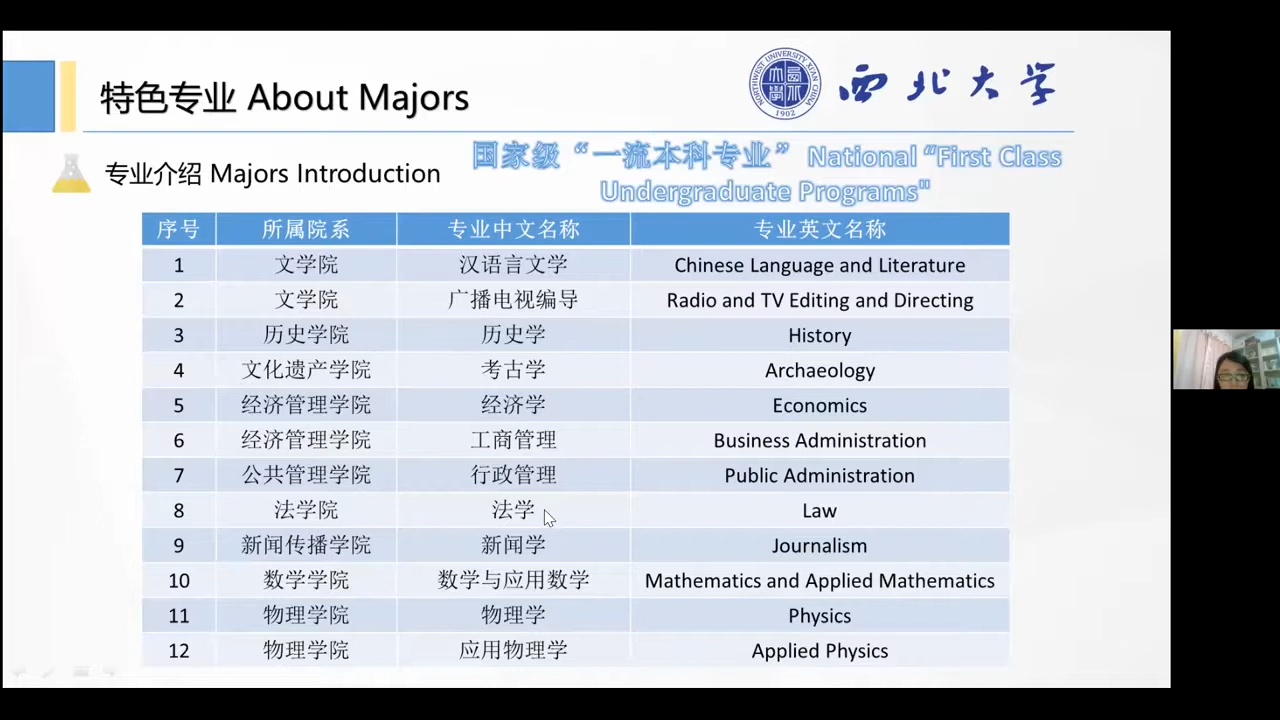 特色专业 About Majors
NORTHWEST UNIVERSITY XI'AN CHINA
1902
西北大学
专业介绍 Majors Introduction
国家级“一流本科专业” National “First Class
Undergraduate Programs"
序号 所属院系 专业中文名称 专业英文名称
1 文学院 汉语言文学 Chinese Language and Literature
2 文学院 广播电视编导 Radio and TV Editing and Directing
3 历史学院 历史学 History
4 文化遗产学院 考古学 Archaeology
5 经济管理学院 经济学 Economics
6 经济管理学院 工商管理 Business Administration
7 公共管理学院 行政管理 Public Administration
8 法学院 法学 Law
9 新闻传播学院 新闻学 Journalism
10 数学学院 数学与应用数学 Mathematics and Applied Mathematics
11 物理学院 物理学 Physics
12 物理学院 应用物理学 Applied Physics